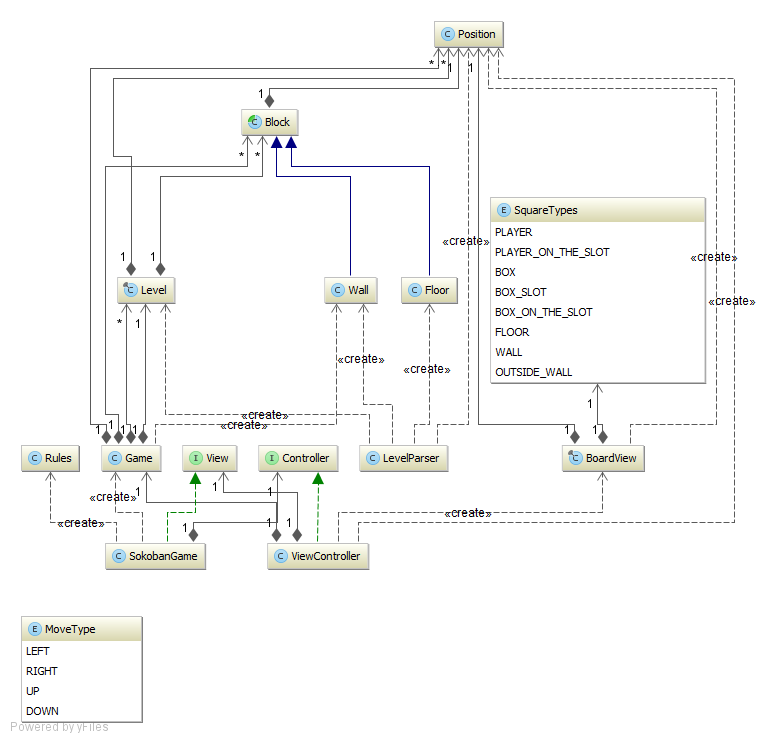 C Position
* * 1 1
1
C Block
* *
E SquareTypes
PLAYER
«create»
PLAYER_ON_THE_SLOT
1 1
«create»
BOX
C Level
C Wall
C Floor
BOX_SLOT
«create»
BOX_ON_THE_SLOT
* 1
FLOOR
WALL
«create»
«create»
OUTSIDE_WALL
1
«create»
1 1 1 1
«create»
1 1
C Rules
C Game
I View
I Controller
C LevelParser
C BoardView
«create»
1 1 1
«create»
1 1 1
«create»
C SokobanGame
C ViewController
E MoveType
LEFT
RIGHT
UP
DOWN
Powered by yFiles